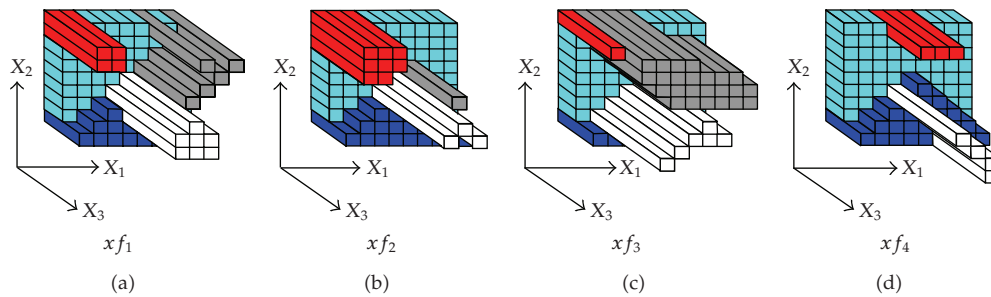 X₂
X₁
X₃
xf₁
(a)
X₂
X₁
X₃
xf₂
(b)
X₂
X₁
X₃
xf₃
(c)
X₂
X₁
X₃
xf₄
(d)